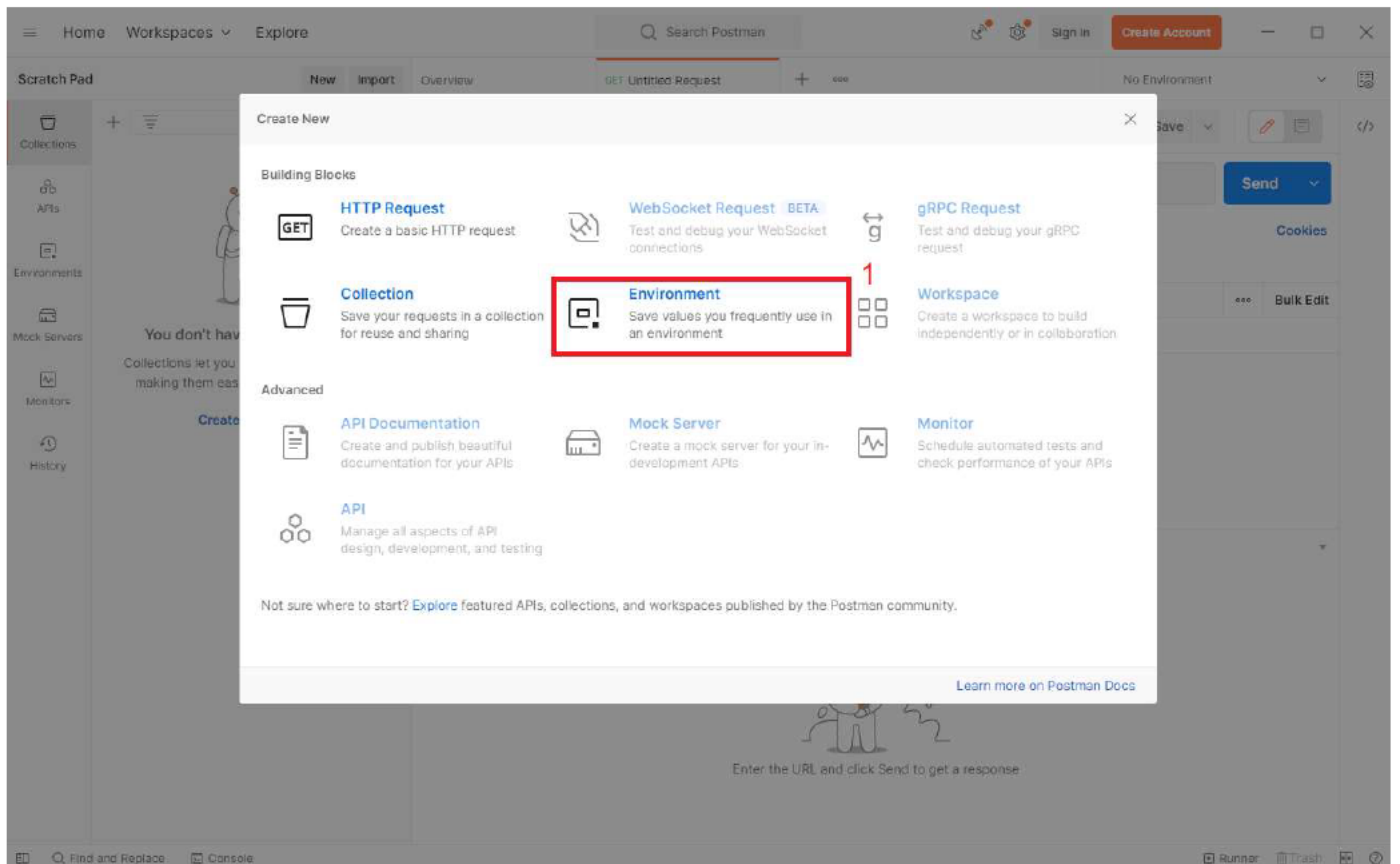 Home Workspaces Explore
Search Postman
Sign In
Create Account
Scratch Pad
New Import
Overview
GET Untitled Request
No Environment
Collections
APIs
Environments
Mock Servers
Monitors
History
You don't hav
Collections let you
making them eas
Create
Save
Send
Cookies
Bulk Edit
Create New
Building Blocks
GET
HTTP Request
Create a basic HTTP request
WebSocket Request BETA
Test and debug your WebSocket
connections
g
gRPC Request
Test and debug your gRPC
request
Collection
Save your requests in a collection
for reuse and sharing
Environment
Save values you frequently use in
an environment
1
Workspace
Create a workspace to build
independently or in collaboration
Advanced
API Documentation
Create and publish beautiful
documentation for your APIs
Mock Server
Create a mock server for your in-
development APIs
Monitor
Schedule automated tests and
check performance of your APIs
API
Manage all aspects of API
design, development, and testing
Not sure where to start? Explore featured APIs, collections, and workspaces published by the Postman community.
Learn more on Postman Docs
Enter the URL and click Send to get a response
Find and Replace Console
Runner Trash